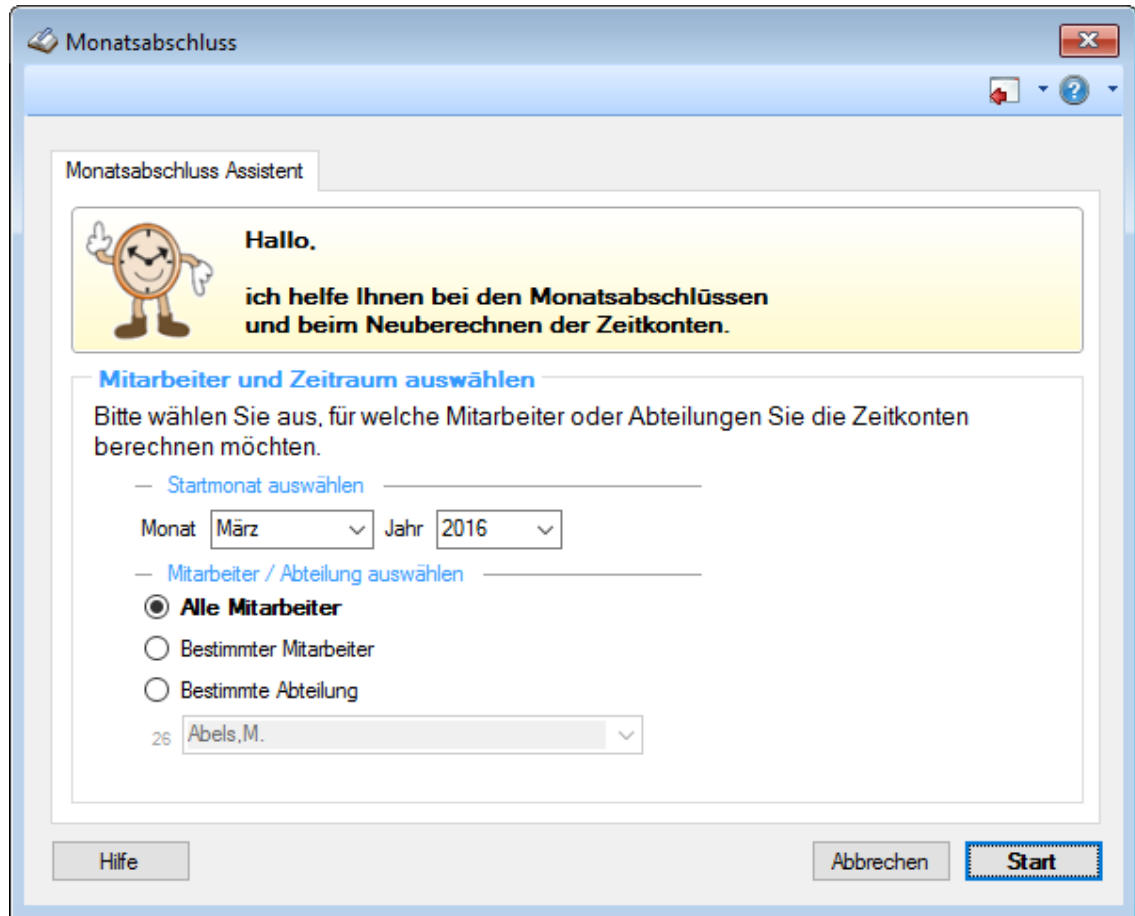 Monatsabschluss
Monatsabschluss Assistent
Hallo,
ich helfe Ihnen bei den Monatsabschlüssen
und beim Neuberechnen der Zeitkonten.
Mitarbeiter und Zeitraum auswählen
Bitte wählen Sie aus, für welche Mitarbeiter oder Abteilungen Sie die Zeitkonten
berechnen möchten.
Startmonat auswählen
Monat März Jahr 2016
Mitarbeiter / Abteilung auswählen
Alle Mitarbeiter
Bestimmter Mitarbeiter
Bestimmte Abteilung
26 Abels,M.
Hilfe Abbrechen Start